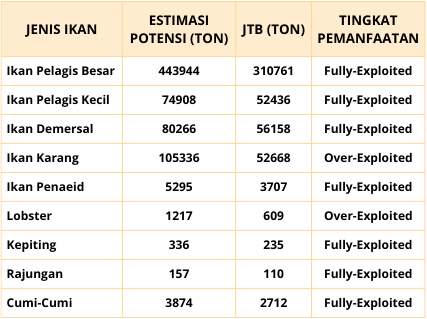 JENIS IKAN ESTIMASI POTENSI (TON) JTB (TON) TINGKAT PEMANFAATAN
Ikan Pelagis Besar 443944 310761 Fully-Exploited
Ikan Pelagis Kecil 74908 52436 Fully-Exploited
Ikan Demersal 80266 56158 Fully-Exploited
Ikan Karang 105336 52668 Over-Exploited
Ikan Penaeid 5295 3707 Fully-Exploited
Lobster 1217 609 Over-Exploited
Kepiting 336 235 Fully-Exploited
Rajungan 157 110 Fully-Exploited
Cumi-Cumi 3874 2712 Fully-Exploited